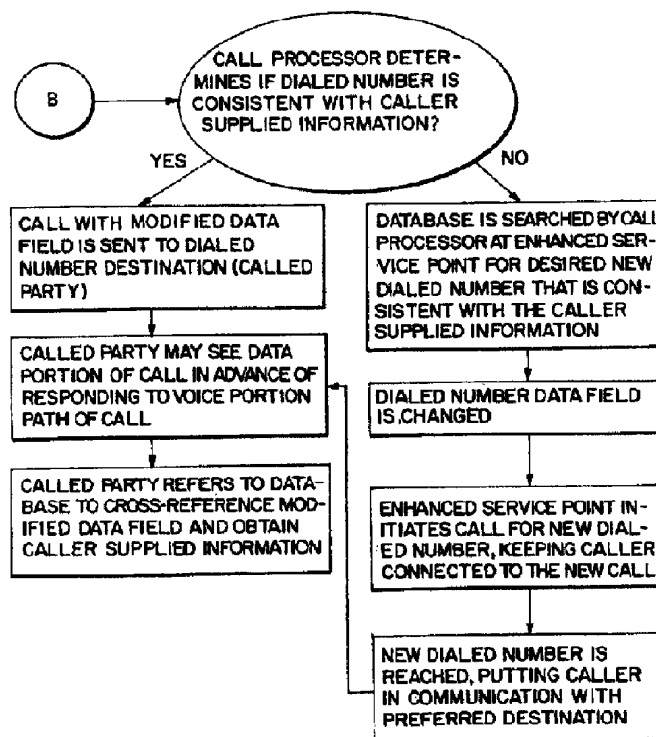 B
CALL PROCESSOR DETER-
MINES IF DIALED NUMBER IS
CONSISTENT WITH CALLER
SUPPLIED INFORMATION?
YES
NO
CALL WITH MODIFIED DATA
FIELD IS SENT TO DIALED
NUMBER DESTINATION (CALLED
PARTY)
CALLED PARTY MAY SEE DATA
PORTION OF CALL IN ADVANCE OF
RESPONDING TO VOICE PORTION
PATH OF CALL
CALLED PARTY REFERS TO DATA-
BASE TO CROSS-REFERENCE MOD-
IFIED DATA FIELD AND OBTAIN
CALLER SUPPLIED INFORMATION
DATABASE IS SEARCHED BY CALL
PROCESSOR AT ENHANCED SER-
VICE POINT FOR DESIRED NEW
DIALED NUMBER THAT IS CON-
SISTENT WITH THE CALLER
SUPPLIED INFORMATION
DIALED NUMBER DATA FIELD
IS CHANGED
ENHANCED SERVICE POINT IN-
ITIATES CALL FOR NEW DIAL-
ED NUMBER, KEEPING CALLER
CONNECTED TO THE NEW CALL
NEW DIALED NUMBER IS
REACHED, PUTTING CALLER
IN COMMUNICATION WITH
PREFERRED DESTINATION